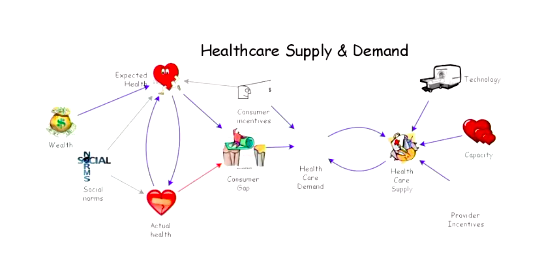 Healthcare Supply & Demand
Expected
Health
Technology
Consumer
incentives
Wealth
SOCIAL
NORMS
Capacity
Health
Care
Demand
Health
Care
Supply
Consumer
Gap
Social
norms
Provider
Incentives
Actual
health